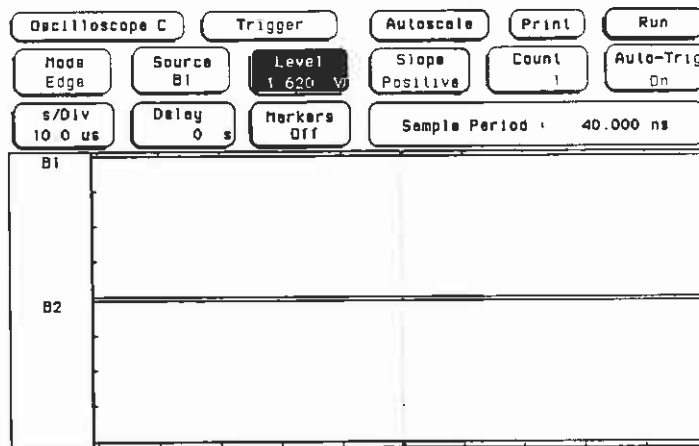 Oscilloscope C Trigger Autoscale Print Run
Mode Source Level Slope Count Auto-Trig
Edge B1 1 620 V Positive 1 On
s/Div Delay Markers Sample Period : 40.000 ns
10 0 us 0 s Off
B1
B2